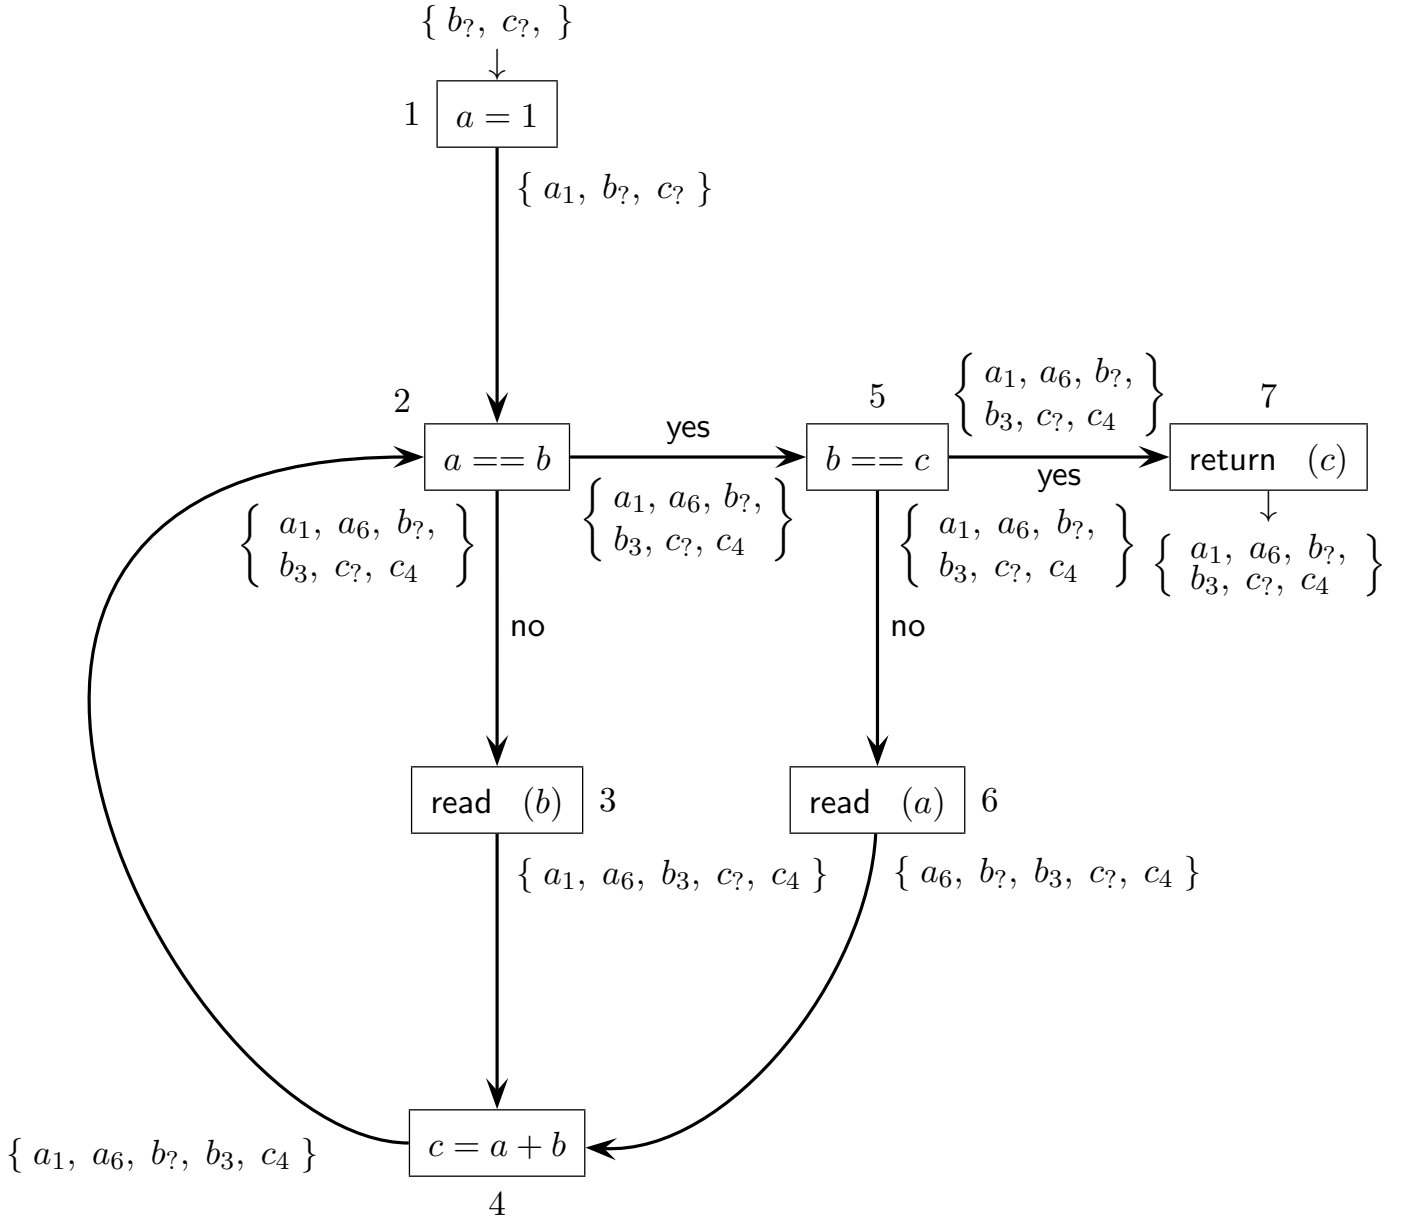 { b?, c?, }
1
a = 1
{ a1, b?, c? }
2
a == b
yes
5
b == c
{ a1, a6, b?,
b3, c?, c4 }
yes
7
return (c)
{ a1, a6, b?,
b3, c?, c4 }
{ a1, a6, b?,
b3, c?, c4 }
{ a1, a6, b?,
b3, c?, c4 }
{ a1, a6, b?,
b3, c?, c4 }
no
no
read (b)
3
read (a)
6
{ a1, a6, b3, c?, c4 }
{ a6, b?, b3, c?, c4 }
c = a + b
{ a1, a6, b?, b3, c4 }
4